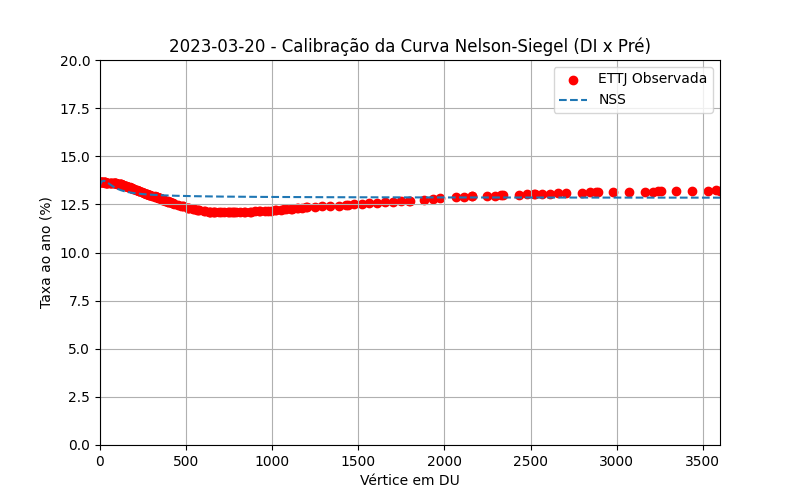 2023-03-20 - Calibração da Curva Nelson-Siegel (DI x Pré)
ETTJ Observada
NSS
Taxa ao ano (%)
20.0
17.5
15.0
12.5
10.0
7.5
5.0
2.5
0.0
0 500 1000 1500 2000 2500 3000 3500
Vértice em DU